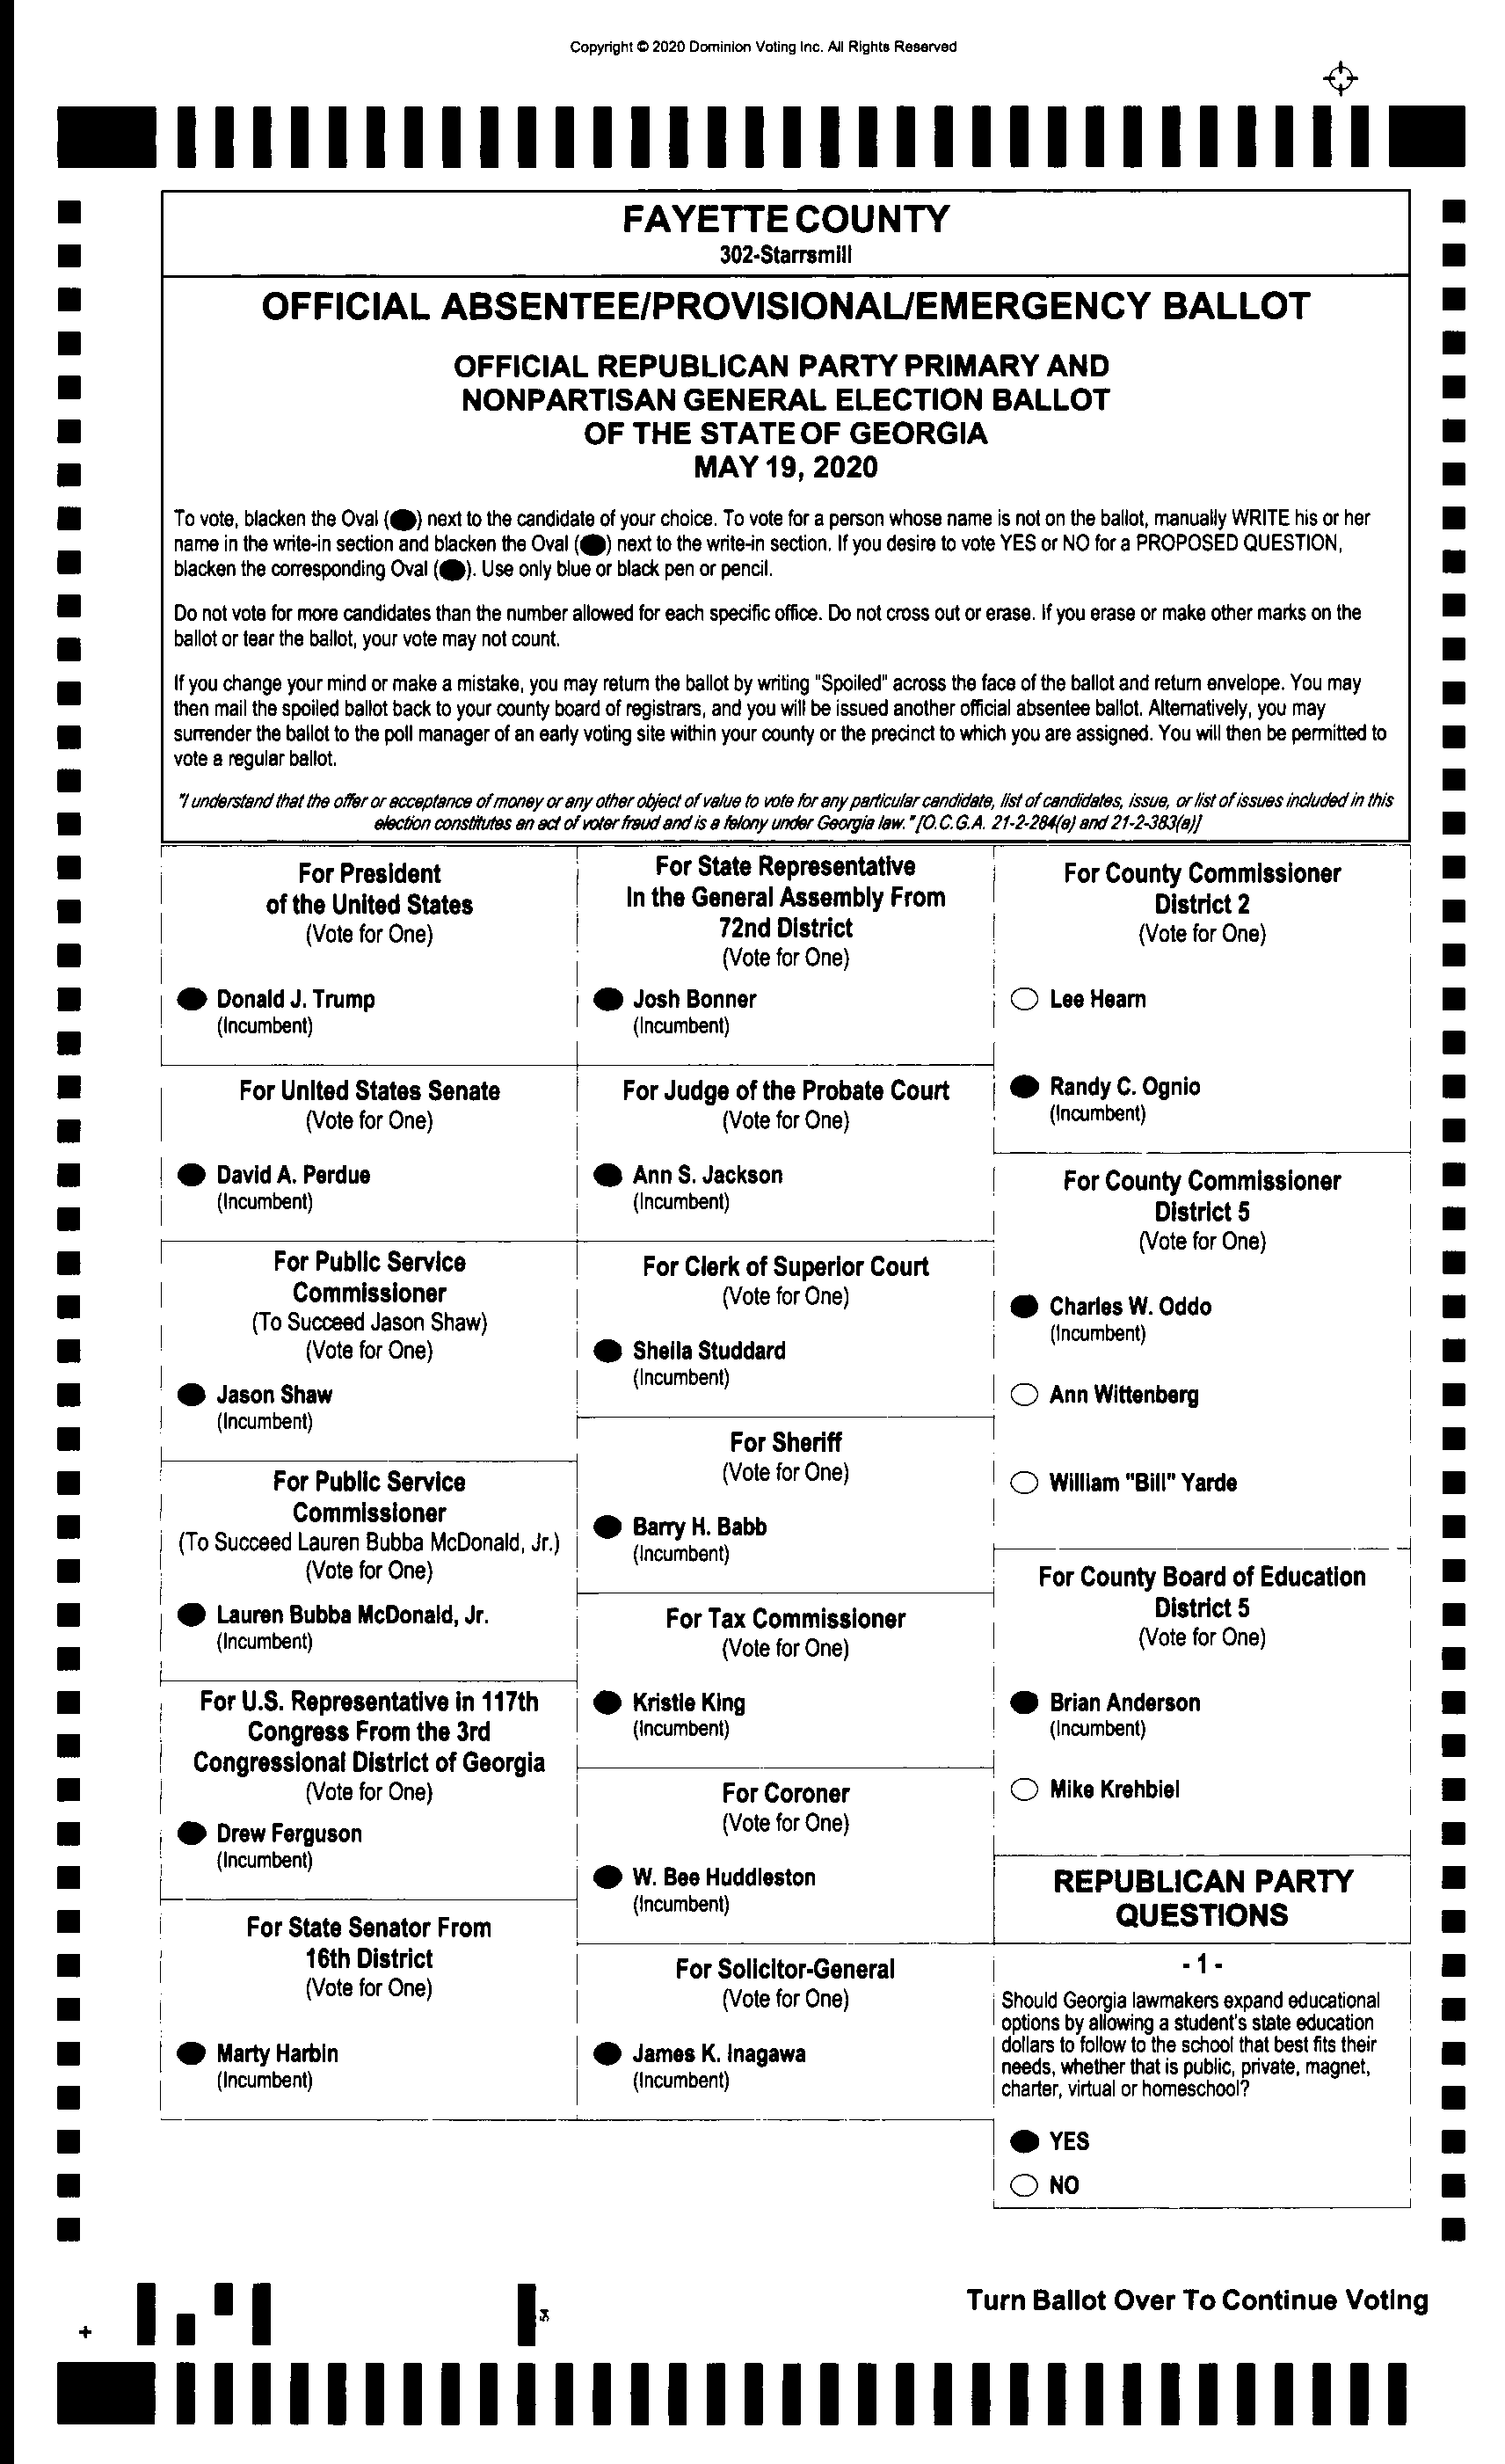 Copyright © 2020 Dominion Voting Inc. All Rights Reserved
FAYETTE COUNTY
302-Starrsmill
OFFICIAL ABSENTEE/PROVISIONAL/EMERGENCY BALLOT
OFFICIAL REPUBLICAN PARTY PRIMARY AND
NONPARTISAN GENERAL ELECTION BALLOT
OF THE STATE OF GEORGIA
MAY 19, 2020
To vote, blacken the Oval ( ) next to the candidate of your choice. To vote for a person whose name is not on the ballot, manually WRITE his or her
name in the write-in section and blacken the Oval ( ) next to the write-in section. If you desire to vote YES or NO for a PROPOSED QUESTION,
blacken the corresponding Oval ( ). Use only blue or black pen or pencil.
Do not vote for more candidates than the number allowed for each specific office. Do not cross out or erase. If you erase or make other marks on the
ballot or tear the ballot, your vote may not count.
If you change your mind or make a mistake, you may return the ballot by writing "Spoiled" across the face of the ballot and return envelope. You may
then mail the spoiled ballot back to your county board of registrars, and you will be issued another official absentee ballot. Alternatively, you may
surrender the ballot to the poll manager of an early voting site within your county or the precinct to which you are assigned. You will then be permitted to
vote a regular ballot.
"I understand that the offer or acceptance of money or any other object of value to vote for any particular candidate, list of candidates, issue, or list of issues included in this
election constitutes an act of voter fraud and is a felony under Georgia law." [O.C.G.A. 21-2-284(e) and 21-2-383(a)]
For President
of the United States
(Vote for One)
Donald J. Trump
(Incumbent)
For United States Senate
(Vote for One)
David A. Perdue
(Incumbent)
For Public Service
Commissioner
(To Succeed Jason Shaw)
(Vote for One)
Jason Shaw
(Incumbent)
For Public Service
Commissioner
(To Succeed Lauren Bubba McDonald, Jr.)
(Vote for One)
Lauren Bubba McDonald, Jr.
(Incumbent)
For U.S. Representative in 117th
Congress From the 3rd
Congressional District of Georgia
(Vote for One)
Drew Ferguson
(Incumbent)
For State Senator From
16th District
(Vote for One)
Marty Harbin
(Incumbent)
For State Representative
In the General Assembly From
72nd District
(Vote for One)
Josh Bonner
(Incumbent)
For Judge of the Probate Court
(Vote for One)
Ann S. Jackson
(Incumbent)
For Clerk of Superior Court
(Vote for One)
Sheila Studdard
(Incumbent)
For Sheriff
(Vote for One)
Barry H. Babb
(Incumbent)
For Tax Commissioner
(Vote for One)
Kristie King
(Incumbent)
For Coroner
(Vote for One)
W. Bee Huddleston
(Incumbent)
For Solicitor-General
(Vote for One)
James K. Inagawa
(Incumbent)
For County Commissioner
District 2
(Vote for One)
Lee Hearn
Randy C. Ognio
(Incumbent)
For County Commissioner
District 5
(Vote for One)
Charles W. Oddo
(Incumbent)
Ann Wittenberg
William "Bill" Yarde
For County Board of Education
District 5
(Vote for One)
Brian Anderson
(Incumbent)
Mike Krehbiel
REPUBLICAN PARTY
QUESTIONS
- 1 -
Should Georgia lawmakers expand educational
options by allowing a student's state education
dollars to follow to the school that best fits their
needs, whether that is public, private, magnet,
charter, virtual or homeschool?
YES
NO
Turn Ballot Over To Continue Voting